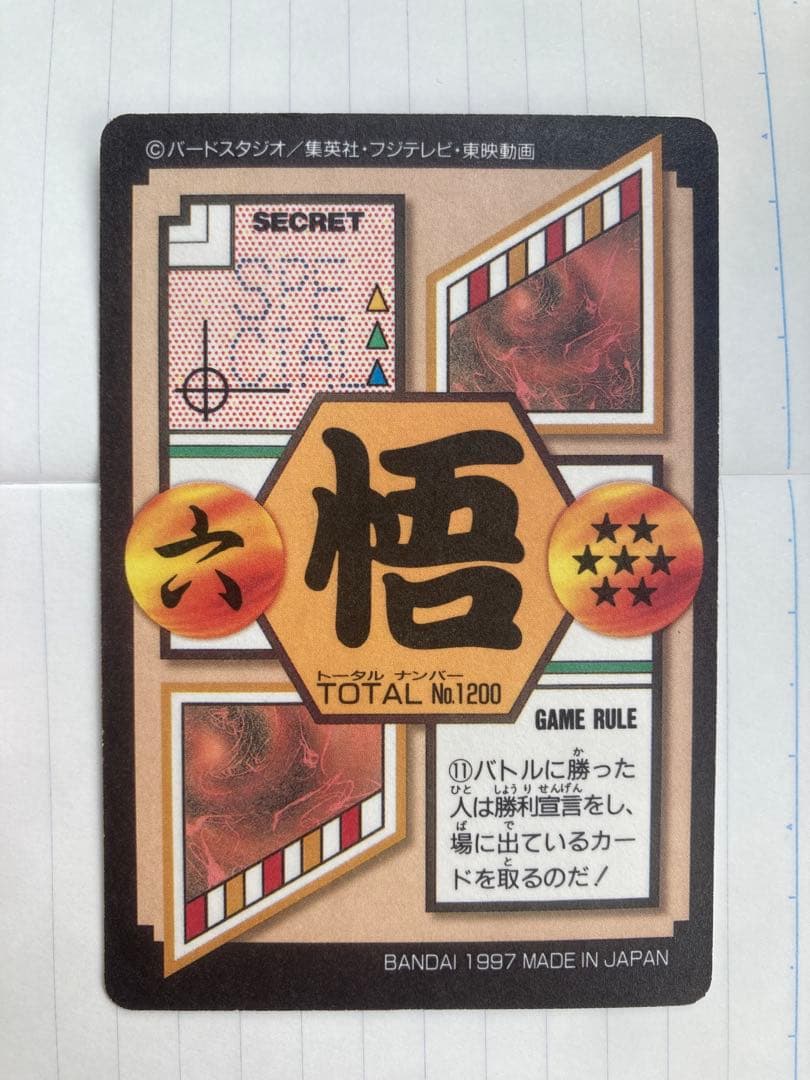 ©バードスタジオ／集英社・フジテレビ・東映動画
SECRET
SPE
CIAL
六
悟
トータル ナンバー
TOTAL No.1200
GAME RULE
⑪バトルに勝った
人は勝利宣言をし、
場に出ているカー
ドを取るのだ！
BANDAI 1997 MADE IN JAPAN